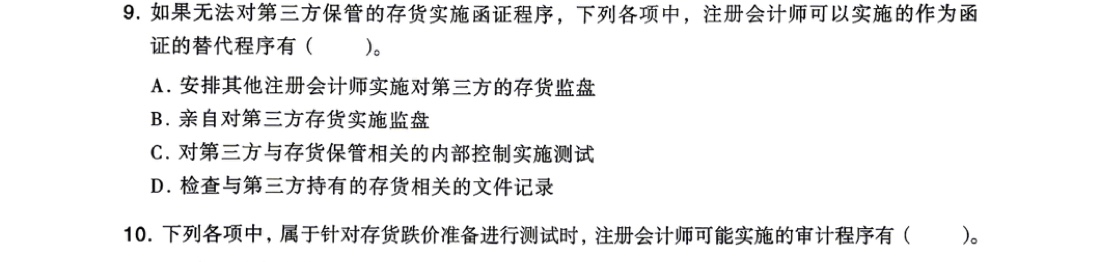 9. 如果无法对第三方保管的存货实施函证程序，下列各项中，注册会计师可以实施的作为函
证的替代程序有（　　）。
A. 安排其他注册会计师实施对第三方的存货监盘
B. 亲自对第三方存货实施监盘
C. 对第三方与存货保管相关的内部控制实施测试
D. 检查与第三方持有的存货相关的文件记录
10. 下列各项中，属于针对存货跌价准备进行测试时，注册会计师可能实施的审计程序有（　　）。